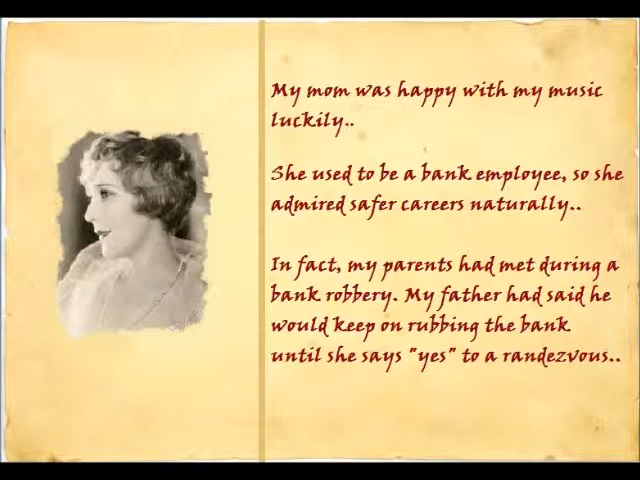 My mom was happy with my music
luckily..
She used to be a bank employee, so she
admired safer careers naturally..
In fact, my parents had met during a
bank robbery. My father had said he
would keep on rubbing the bank
until she says "yes" to a randezvous..